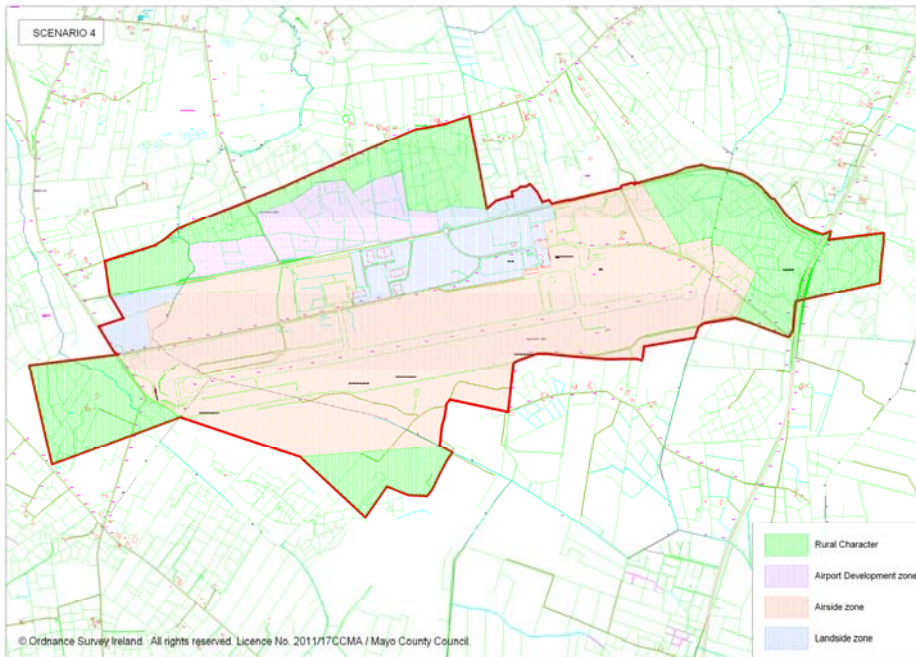 SCENARIO 4
Rural Character
Airport Development zone
Airside zone
Landside zone
© Ordnance Survey Ireland. All rights reserved. Licence No. 2011/17CCMA / Mayo County Council.